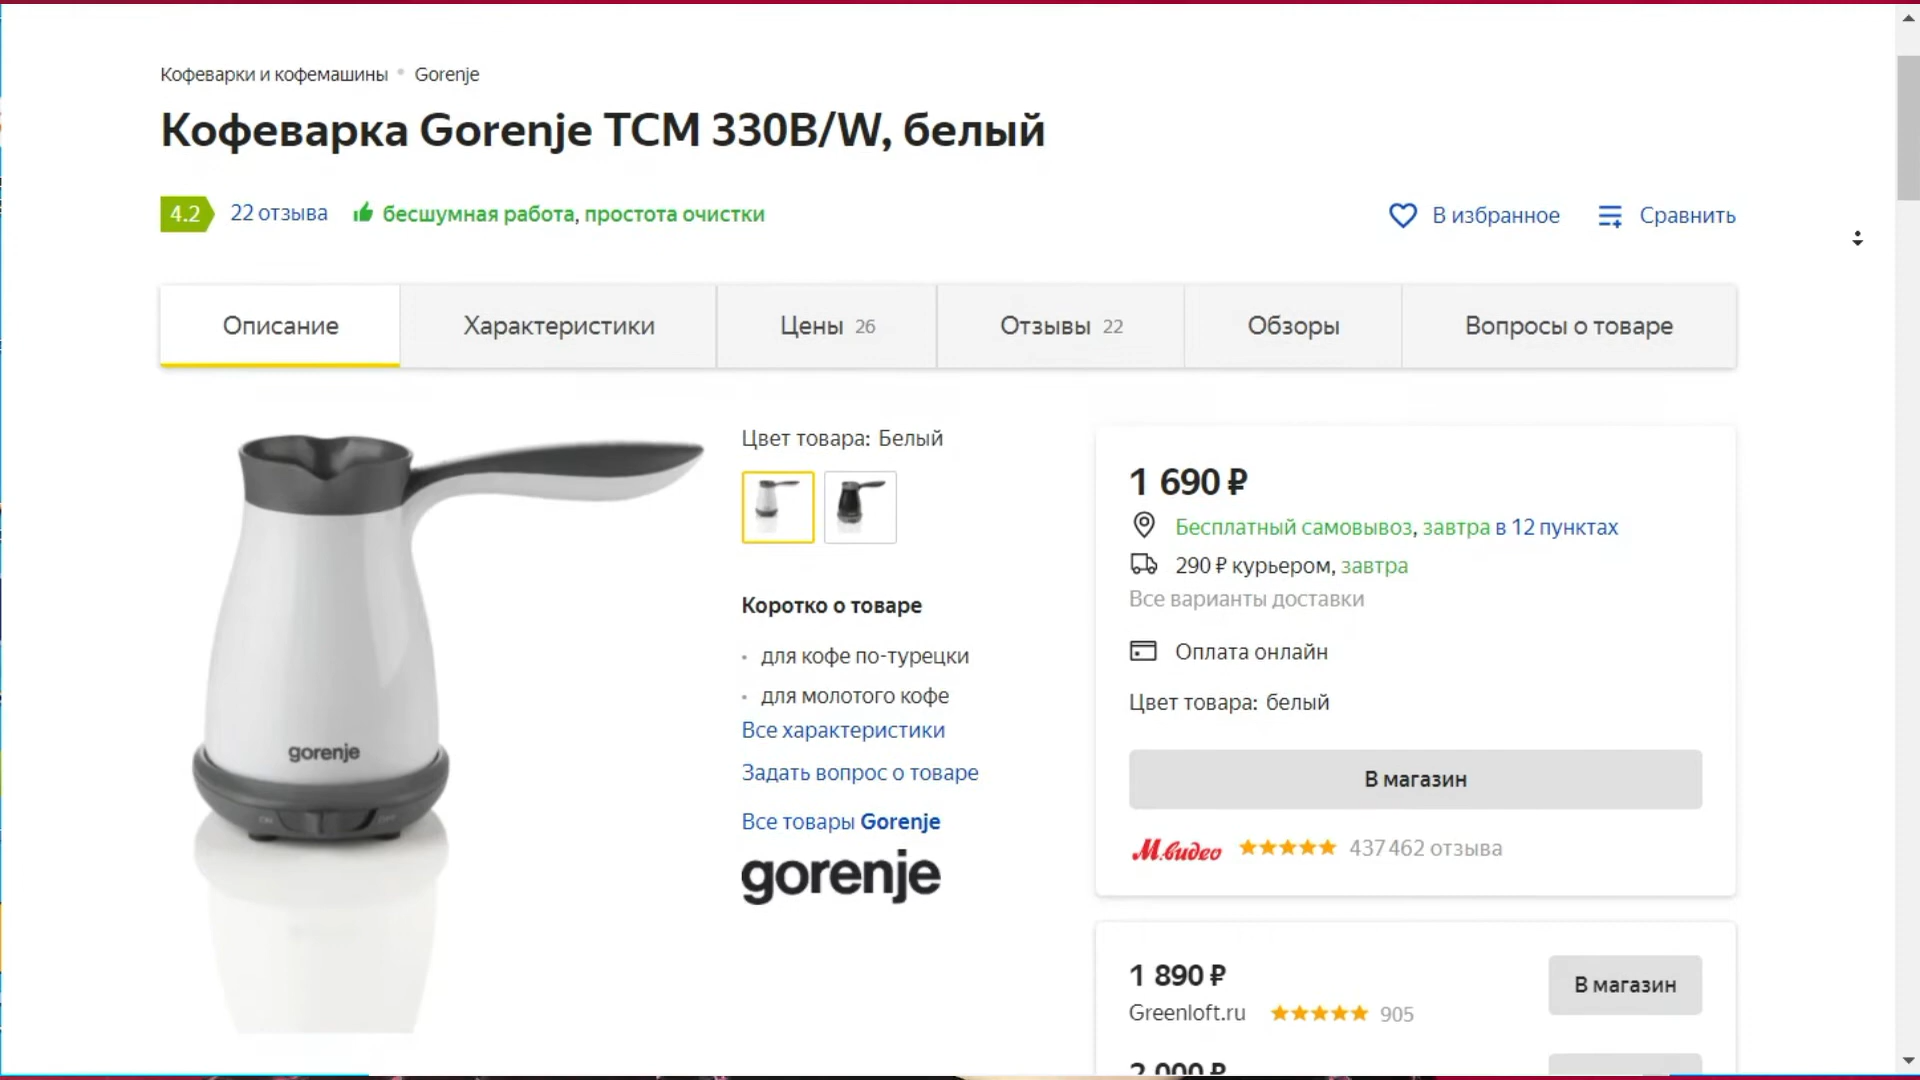 Кофеварки и кофемашины • Gorenje
Кофеварка Gorenje TCM 330B/W, белый
4.2 22 отзыва бесшумная работа, простота очистки
В избранное Сравнить
Описание Характеристики Цены 26 Отзывы 22 Обзоры Вопросы о товаре
gorenje
Цвет товара: Белый
Коротко о товаре
• для кофе по-турецки
• для молотого кофе
Все характеристики
Задать вопрос о товаре
Все товары Gorenje
gorenje
1 690 ₽
Бесплатный самовывоз, завтра в 12 пунктах
290 ₽ курьером, завтра
Все варианты доставки
Оплата онлайн
Цвет товара: белый
В магазин
М.видео 437 462 отзыва
1 890 ₽
Greenloft.ru 905
В магазин
2 000 ₽